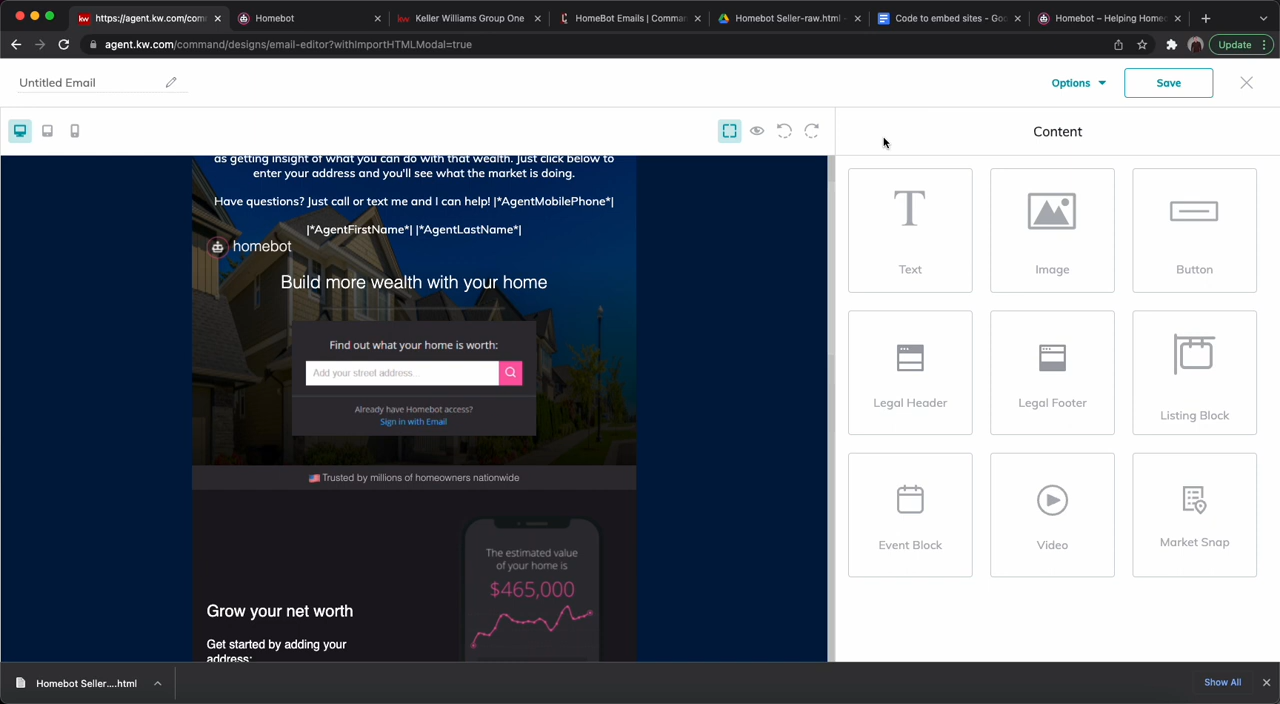 https://agent.kw.com/com
Homebot
Keller Williams Group One
HomeBot Emails | Comman
Homebot Seller-raw.html -
Code to embed sites - Goo
Homebot – Helping Homeo
agent.kw.com/command/designs/email-editor?withImportHTMLModal=true
Update
Untitled Email
Options
Save
Content
as getting insight of what you can do with that wealth. Just click below to
enter your address and you'll see what the market is doing.
Have questions? Just call or text me and I can help! |*AgentMobilePhone*|
|*AgentFirstName*| |*AgentLastName*|
homebot
Build more wealth with your home
Find out what your home is worth:
Add your street address...
Already have Homebot access?
Sign in with Email
Trusted by millions of homeowners nationwide
The estimated value
of your home is
$465,000
Grow your net worth
Get started by adding your
address:
Text
Image
Button
Legal Header
Legal Footer
Listing Block
Event Block
Video
Market Snap
Homebot Seller....html
Show All